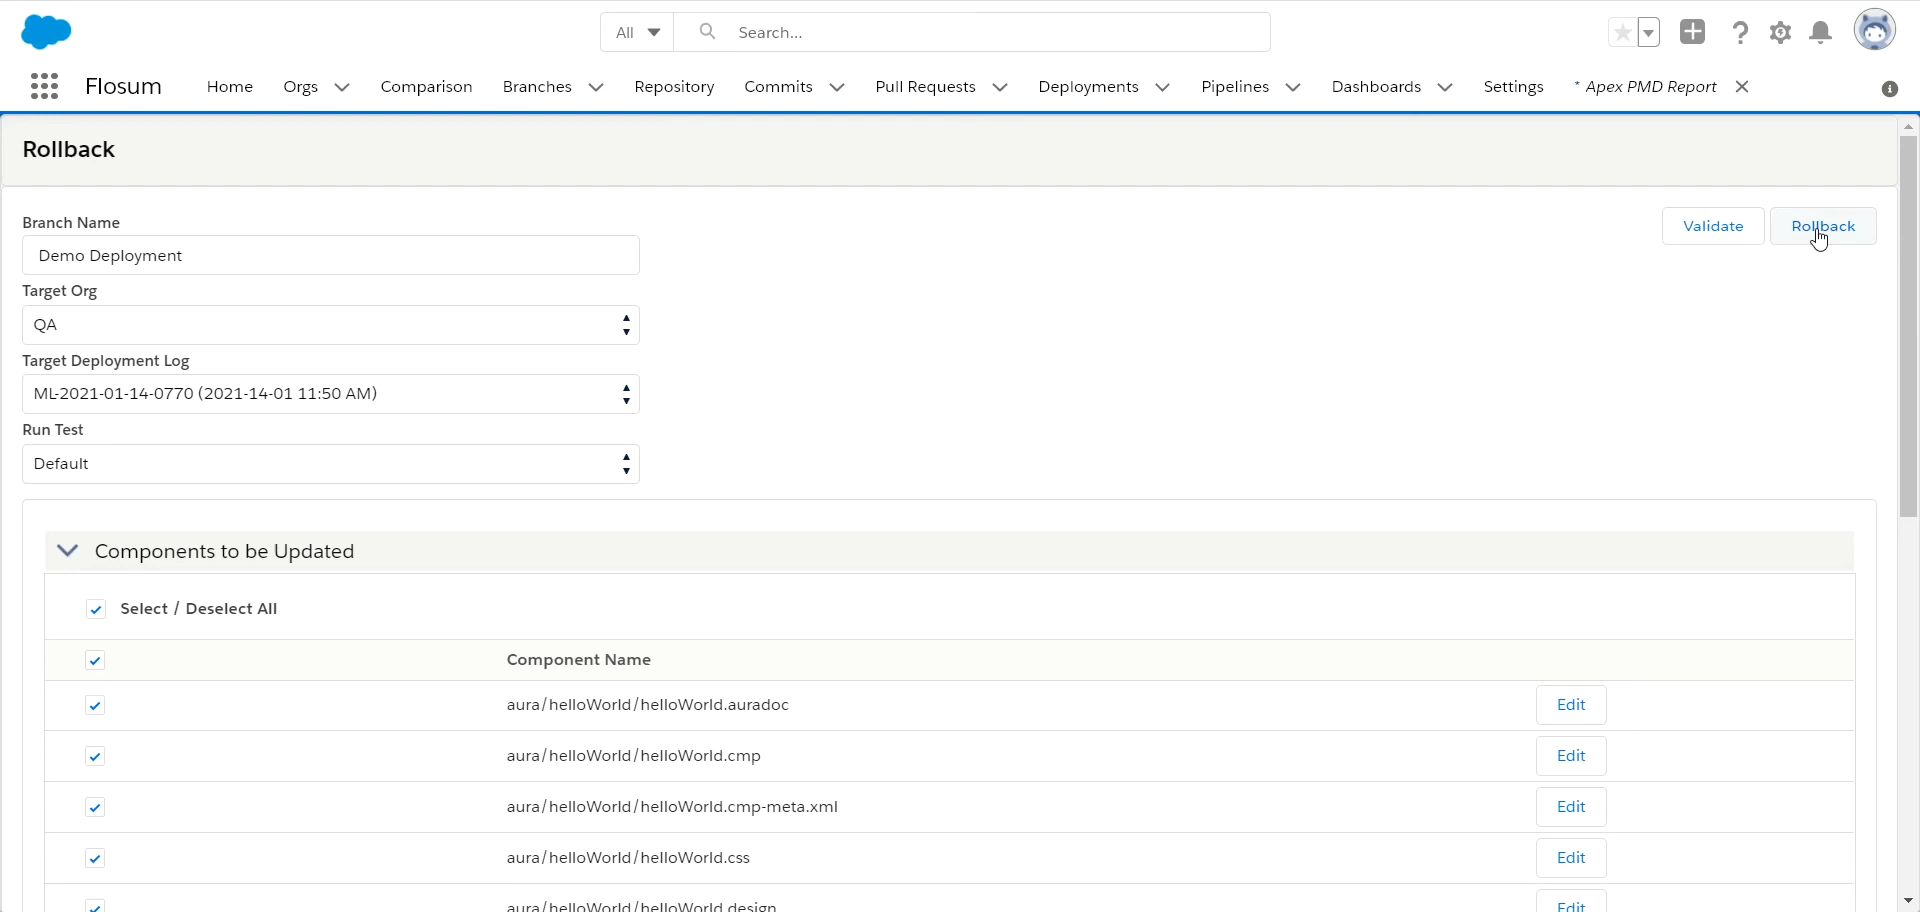 All Search...
Flosum Home Orgs Comparison Branches Repository Commits Pull Requests Deployments Pipelines Dashboards Settings * Apex PMD Report
Rollback
Branch Name
Validate Rollback
Demo Deployment
Target Org
QA
Target Deployment Log
ML-2021-01-14-0770 (2021-14-01 11:50 AM)
Run Test
Default
Components to be Updated
Select / Deselect All
Component Name
aura/helloWorld/helloWorld.auradoc Edit
aura/helloWorld/helloWorld.cmp Edit
aura/helloWorld/helloWorld.cmp-meta.xml Edit
aura/helloWorld/helloWorld.css Edit
aura/helloWorld/helloWorld.design Edit